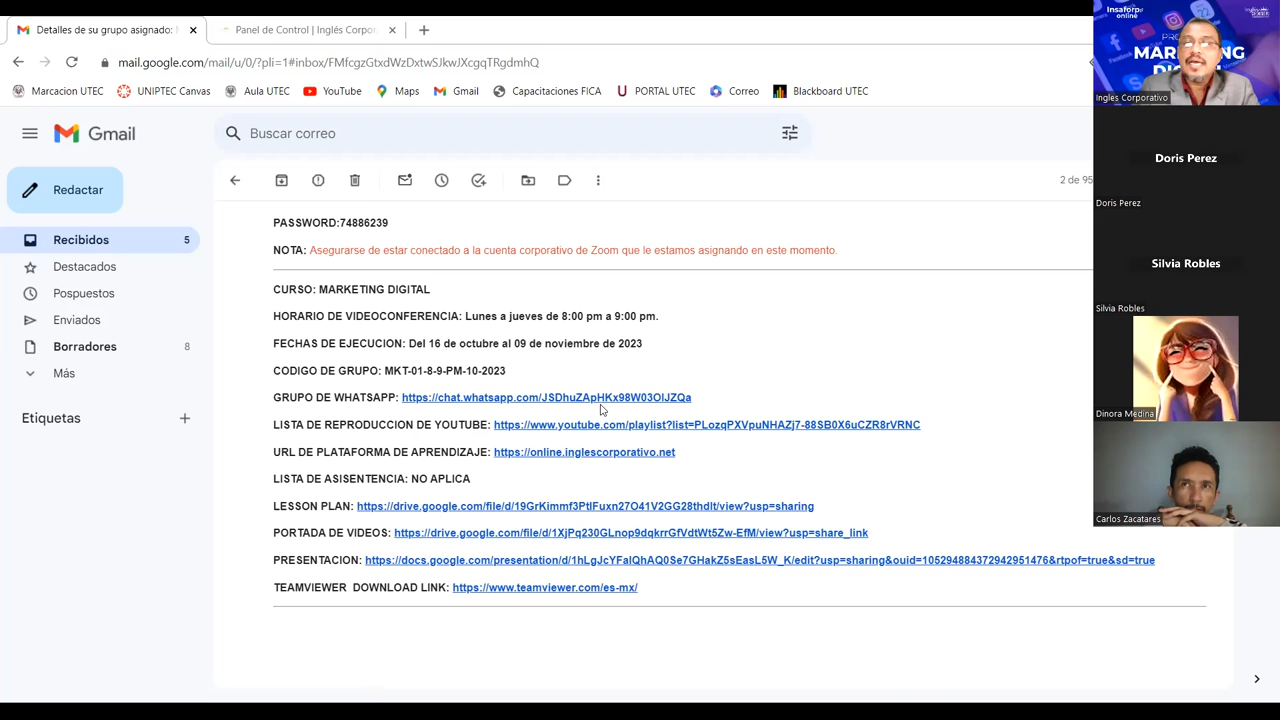 Detalles de su grupo asignado:
Panel de Control | Inglés Corpor
mail.google.com/mail/u/0/?pli=1#inbox/FMfcgzGtxdWzDxtwSJkwJXcgqTRgdmhQ
Marcacion UTEC
UNIPTEC Canvas
Aula UTEC
YouTube
Maps
Gmail
Capacitaciones FICA
PORTAL UTEC
Correo
Blackboard UTEC
Gmail
Buscar correo
Redactar
2 de 95
Recibidos 5
Destacados
Pospuestos
Enviados
Borradores 8
Más
Etiquetas
PASSWORD:74886239
NOTA: Asegurarse de estar conectado a la cuenta corporativo de Zoom que le estamos asignando en este momento.
CURSO: MARKETING DIGITAL
HORARIO DE VIDEOCONFERENCIA: Lunes a jueves de 8:00 pm a 9:00 pm.
FECHAS DE EJECUCION: Del 16 de octubre al 09 de noviembre de 2023
CODIGO DE GRUPO: MKT-01-8-9-PM-10-2023
GRUPO DE WHATSAPP: https://chat.whatsapp.com/JSDhuZApHKx98W03OlJZQa
LISTA DE REPRODUCCION DE YOUTUBE: https://www.youtube.com/playlist?list=PLozqPXVpuNHAZj7-88SB0X6uCZR8rVRNC
URL DE PLATAFORMA DE APRENDIZAJE: https://online.inglescorporativo.net
LISTA DE ASISENTENCIA: NO APLICA
LESSON PLAN: https://drive.google.com/file/d/19GrKimmf3PtIFuxn27O41V2GG28thdlt/view?usp=sharing
PORTADA DE VIDEOS: https://drive.google.com/file/d/1XjPq230GLnop9dqkrrGfVdtWt5Zw-EfM/view?usp=share_link
PRESENTACION: https://docs.google.com/presentation/d/1hLgJcYFalQhAQ0Se7GHakZ5sEasL5W_K/edit?usp=sharing&ouid=105294884372942951476&rtpof=true&sd=true
TEAMVIEWER DOWNLOAD LINK: https://www.teamviewer.com/es-mx/
Insaforp
online
Ingles Corporativo
Doris Perez
Doris Perez
Silvia Robles
Silvia Robles
Dinora Medina
Carlos Zacatares